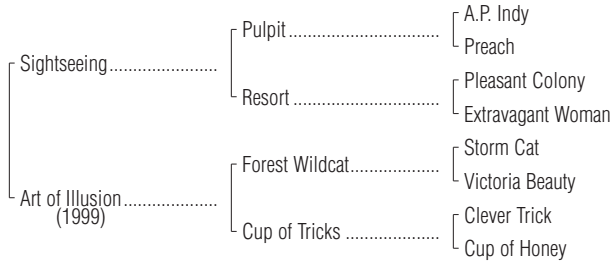 A.P. Indy
Pulpit
Preach
Sightseeing
Pleasant Colony
Resort
Extravagant Woman
Storm Cat
Forest Wildcat
Victoria Beauty
Art of Illusion
(1999)
Clever Trick
Cup of Tricks
Cup of Honey